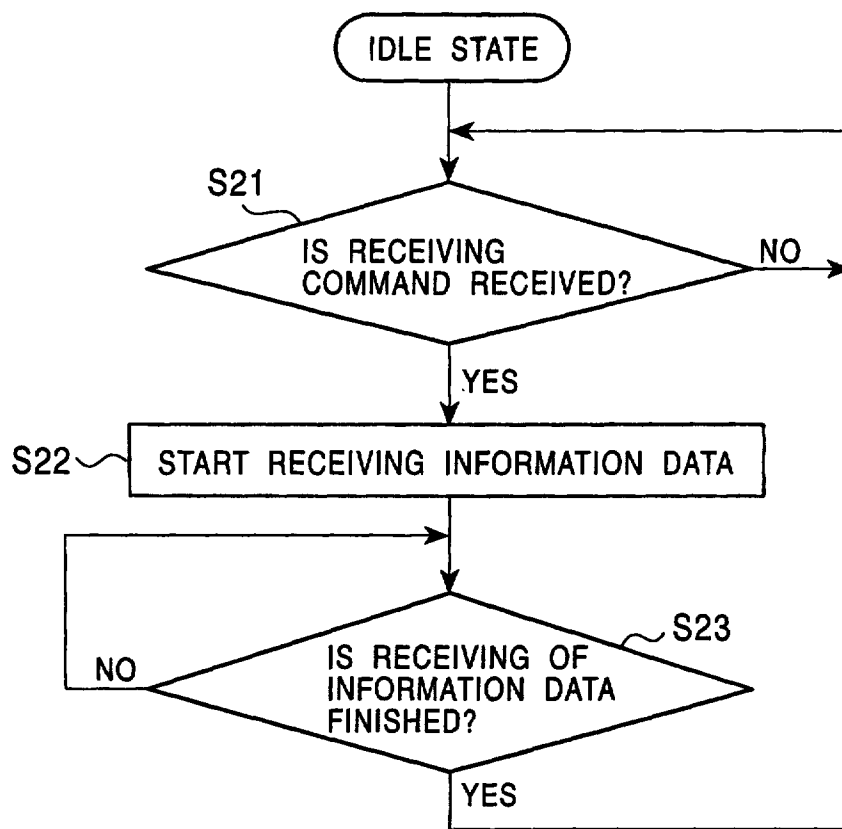 IDLE STATE
S21
IS RECEIVING
COMMAND RECEIVED?
NO
YES
S22
START RECEIVING INFORMATION DATA
S23
IS RECEIVING OF
INFORMATION DATA
FINISHED?
NO
YES